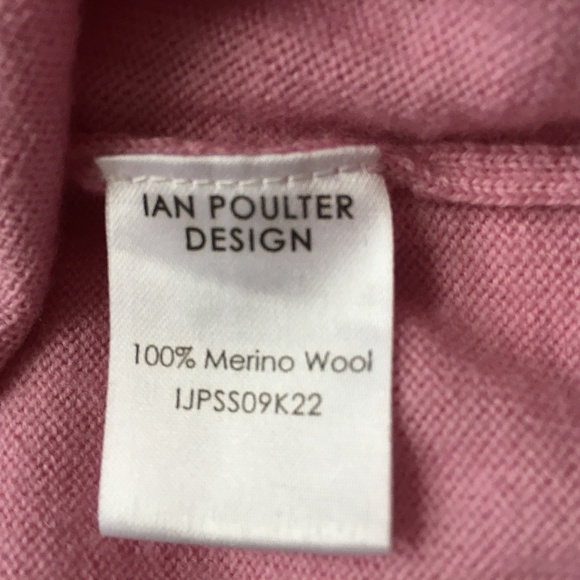 IAN POULTER
DESIGN
100% Merino Wool
IJPSS09K22